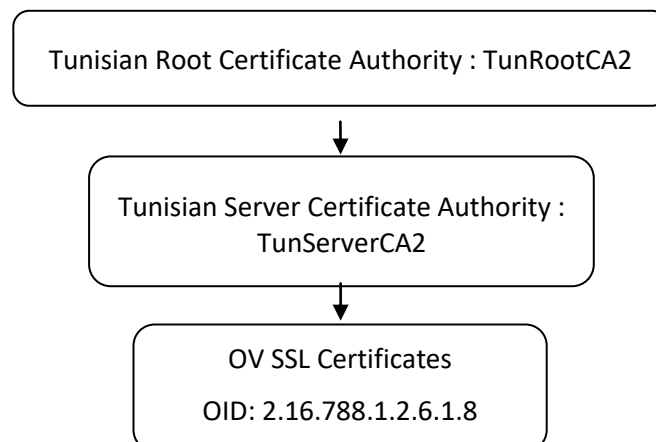 Tunisian Root Certificate Authority : TunRootCA2
Tunisian Server Certificate Authority :
TunServerCA2
OV SSL Certificates
OID: 2.16.788.1.2.6.1.8